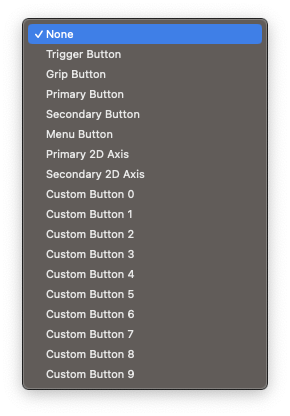 ✓ None
Trigger Button
Grip Button
Primary Button
Secondary Button
Menu Button
Primary 2D Axis
Secondary 2D Axis
Custom Button 0
Custom Button 1
Custom Button 2
Custom Button 3
Custom Button 4
Custom Button 5
Custom Button 6
Custom Button 7
Custom Button 8
Custom Button 9